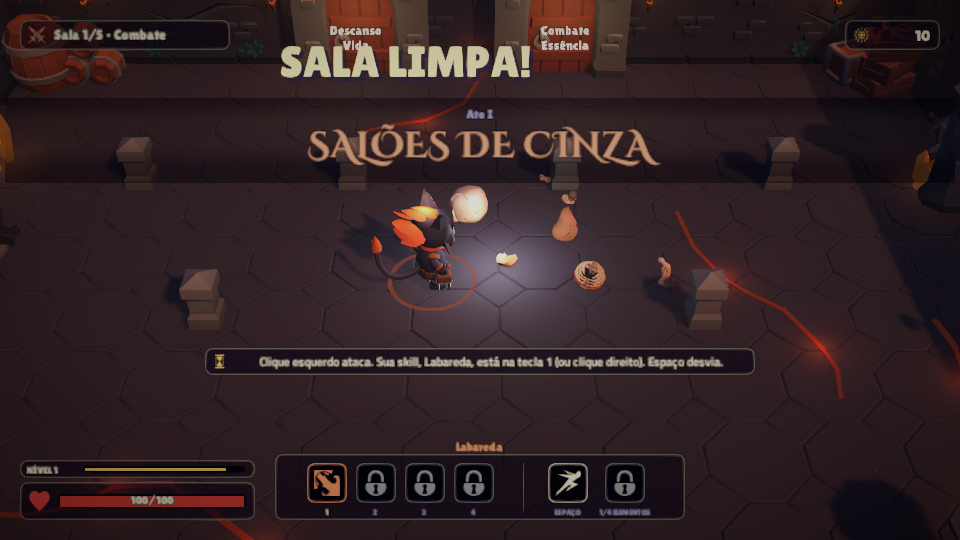 Sala 1/5 - Combate
Descanso
Vida
Combate
Essência
10
SALA LIMPA!
Ato I
SALÕES DE CINZA
Clique esquerdo ataca. Sua skill, Labareda, está na tecla 1 (ou clique direito). Espaço desvia.
Labareda
NÍVEL 1
100/100
1
2
3
4
ESPAÇO
1/4 ELEMENTOS